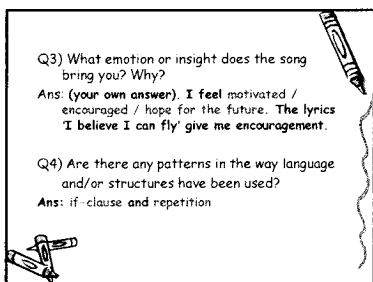 Q3) What emotion or insight does the song
bring you? Why?
Ans: (your own answer). I feel motivated /
encouraged / hope for the future. The lyrics
'I believe I can fly' give me encouragement.
Q4) Are there any patterns in the way language
and/or structures have been used?
Ans: if-clause and repetition